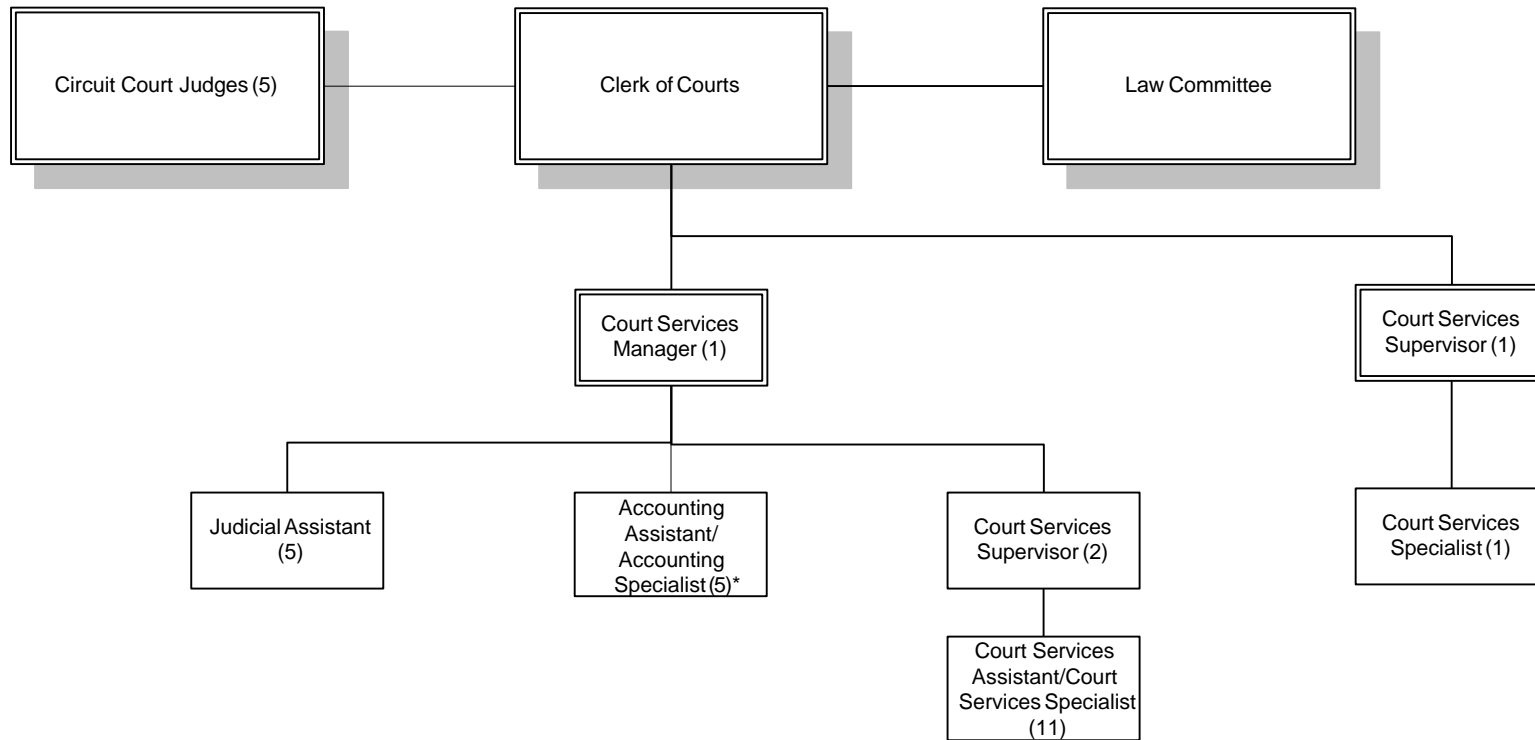 Circuit Court Judges (5)
Clerk of Courts
Law Committee
Court Services
Manager (1)
Court Services
Supervisor (1)
Judicial Assistant
(5)
Accounting
Assistant/
Accounting
Specialist (5)*
Court Services
Supervisor (2)
Court Services
Specialist (1)
Court Services
Assistant/Court
Services Specialist
(11)